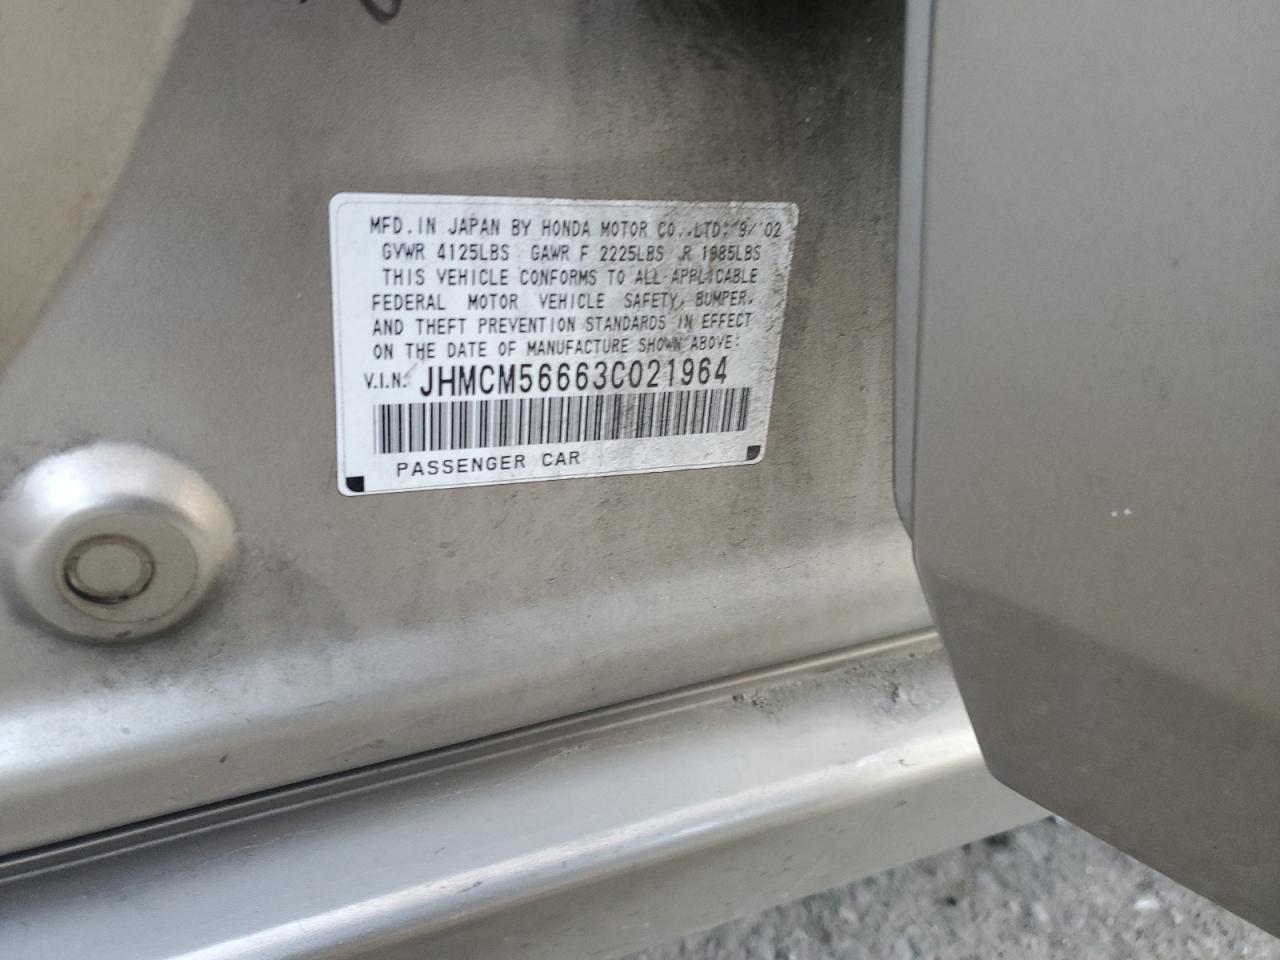 MFD. IN JAPAN BY HONDA MOTOR CO.,LTD; 9/'02
GVWR 4125LBS GAWR F 2225LBS R 1985LBS
THIS VEHICLE CONFORMS TO ALL APPLICABLE
FEDERAL MOTOR VEHICLE SAFETY, BUMPER,
AND THEFT PREVENTION STANDARDS IN EFFECT
ON THE DATE OF MANUFACTURE SHOWN ABOVE:
V.I.N: JHMCM56663C021964
PASSENGER CAR